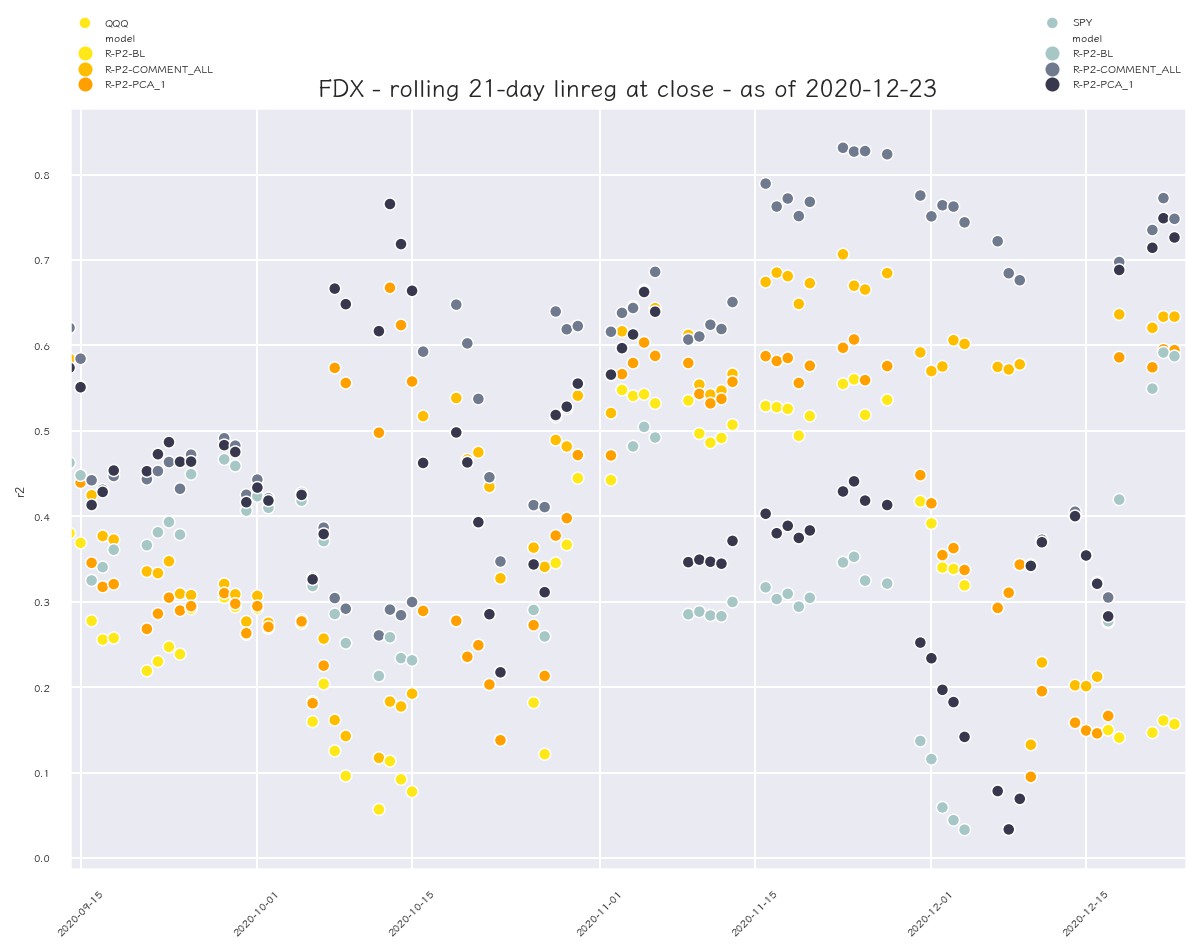 QQQ
model
R-P2-BL
R-P2-COMMENT_ALL
R-P2-PCA_1
SPY
model
R-P2-BL
R-P2-COMMENT_ALL
R-P2-PCA_1
FDX - rolling 21-day linreg at close - as of 2020-12-23
r2
0.8
0.7
0.6
0.5
0.4
0.3
0.2
0.1
0.0
2020-09-15
2020-10-01
2020-10-15
2020-11-01
2020-11-15
2020-12-01
2020-12-15